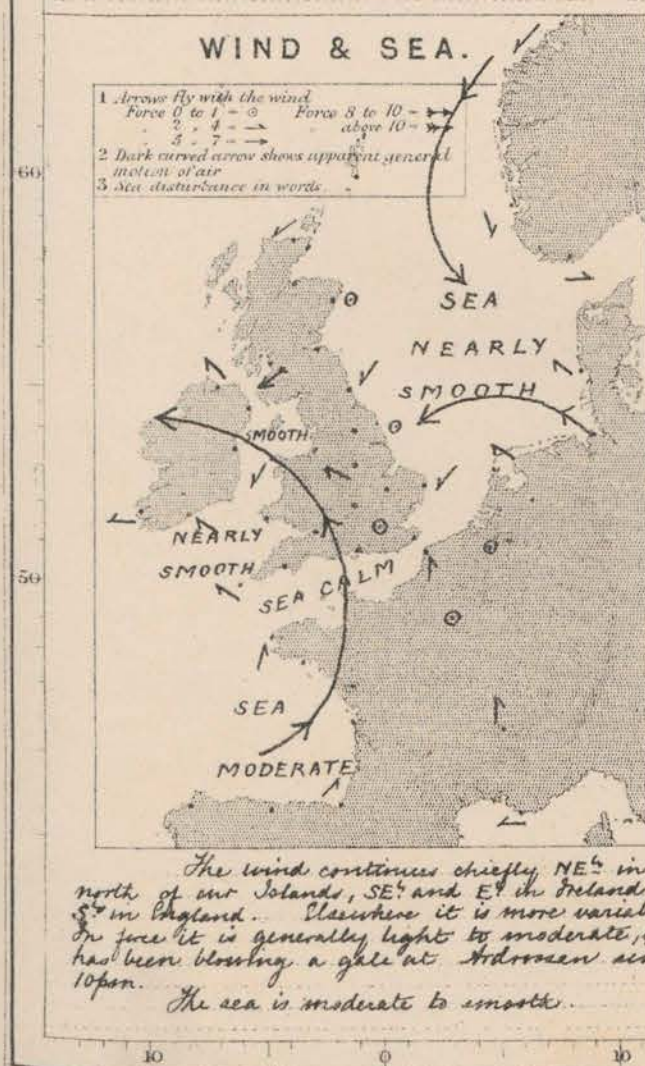 WIND & SEA.
1 Arrows fly with the wind
Force 0 to 1 = ⊙ Force 8 to 10 =
" 2 " 4 = " above 10 =
" 5 " 7 =
2 Dark curved arrow shows apparent general
motion of air
3 Sea disturbance in words.
60
SEA
NEARLY
SMOOTH
SMOOTH
NEARLY
SMOOTH
50
SEA CALM
SEA
MODERATE
The wind continues chiefly NEly in
north of our Islands, SEly and Ely in Ireland
Sly in England. Elsewhere it is more variab
In force it is generally light to moderate,
has been blowing a gale at Ardrossan
10pm.
The sea is moderate to smooth.
10 0 10